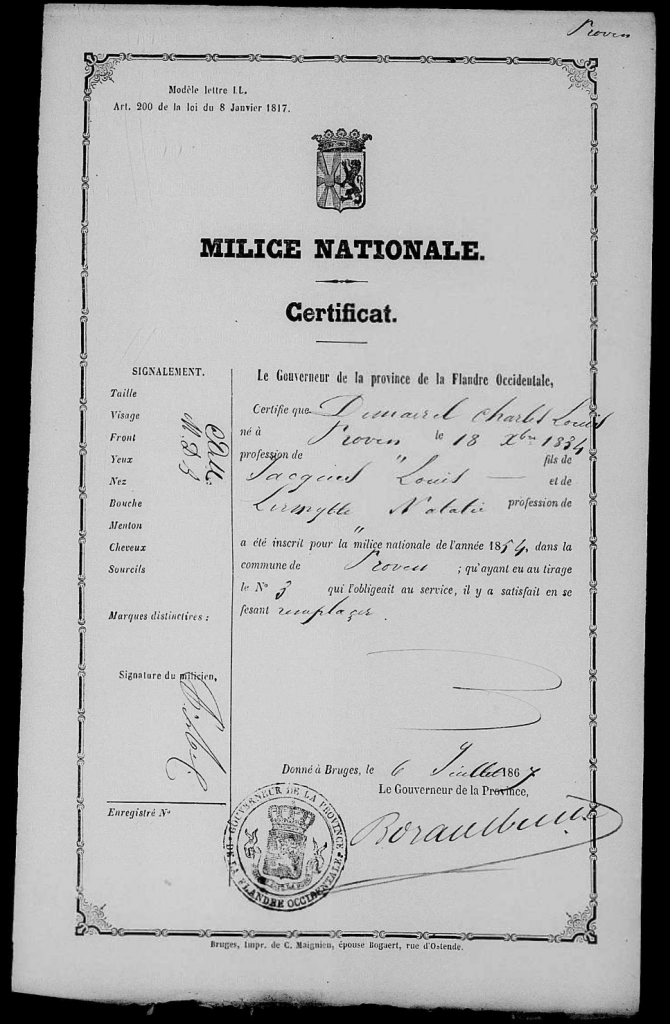 Proven
Modèle lettre LL.
Art. 200 de la loi du 8 Janvier 1817.
MILICE NATIONALE.
Certificat.
SIGNALEMENT.
Taille
Visage
Front
Yeux
Nez
Bouche
Menton
Cheveux
Sourcils
Marques distinctives :
Signature du milicien,
Enregistré No
Le Gouverneur de la province de la Flandre Occidentale,
Certifie que Demarrel Charles Louis
né à Proven le 18 Xbre 1834
profession de " fils de
Jacques Louis — et de
Lermytte Natalie profession de
"
a été inscrit pour la milice nationale de l'année 1854, dans la
commune de Proven ; qu'ayant eu au tirage
le No 3 qui l'obligeait au service, il y a satisfait en se
fesant remplacer.
Donné à Bruges, le 6 Juillet 1867
Le Gouverneur de la Province,
GOUVERNEUR DE LA PROVINCE DE LA FLANDRE OCCIDENTALE
Bruges, Impr. de C. Maignieu, épouse Bogaert, rue d'Ostende.